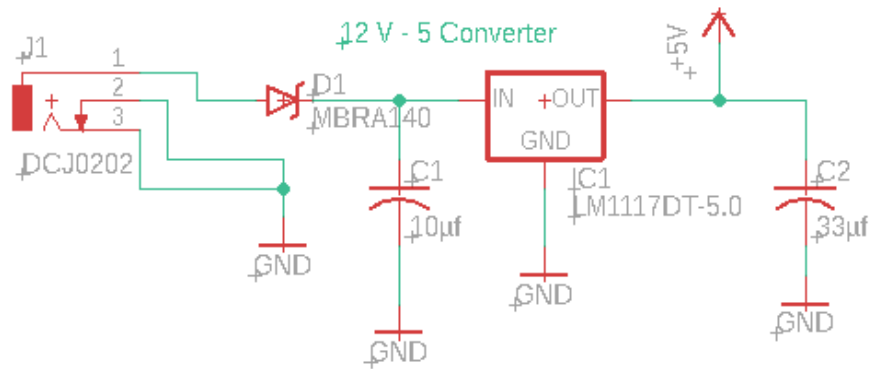 12 V - 5 Converter
J1
1
2
3
DCJ0202
D1
MBRA140
C1
10µf
IN
OUT
GND
IC1
LM1117DT-5.0
+5V
C2
33µf
GND
GND
GND
GND